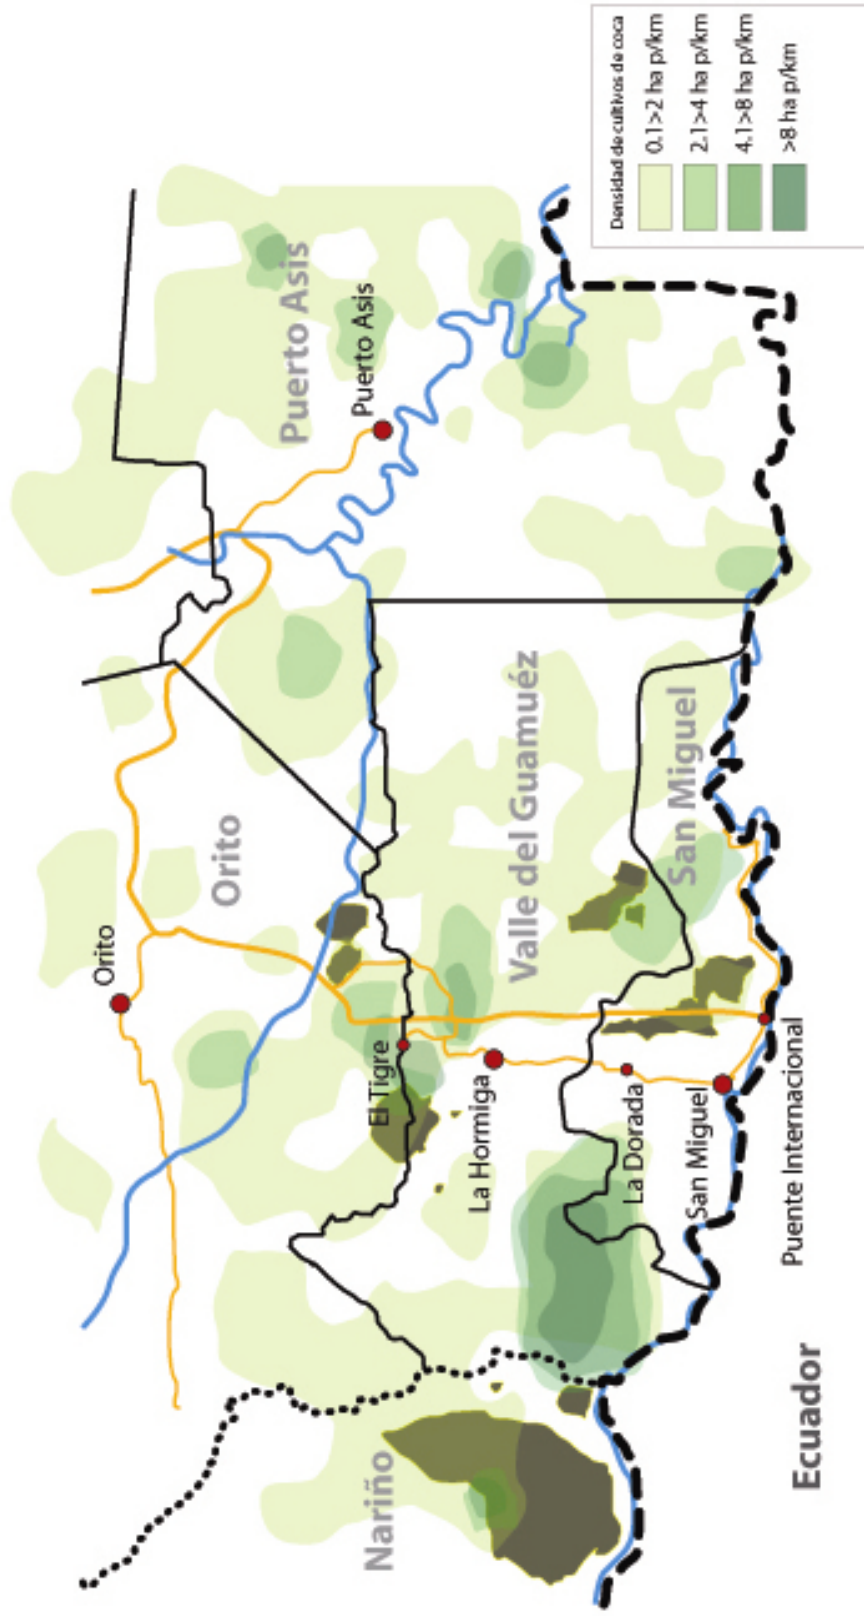 Orito
Puerto Asis
Puerto Asis
Orito
El Tigre
Nariño
Valle del Guamuéz
La Hormiga
San Miguel
La Dorada
San Miguel
Puente Internacional
Ecuador
Densidad de cultivos de coca
0.1>2 ha p/km
2.1>4 ha p/km
4.1>8 ha p/km
>8 ha p/km